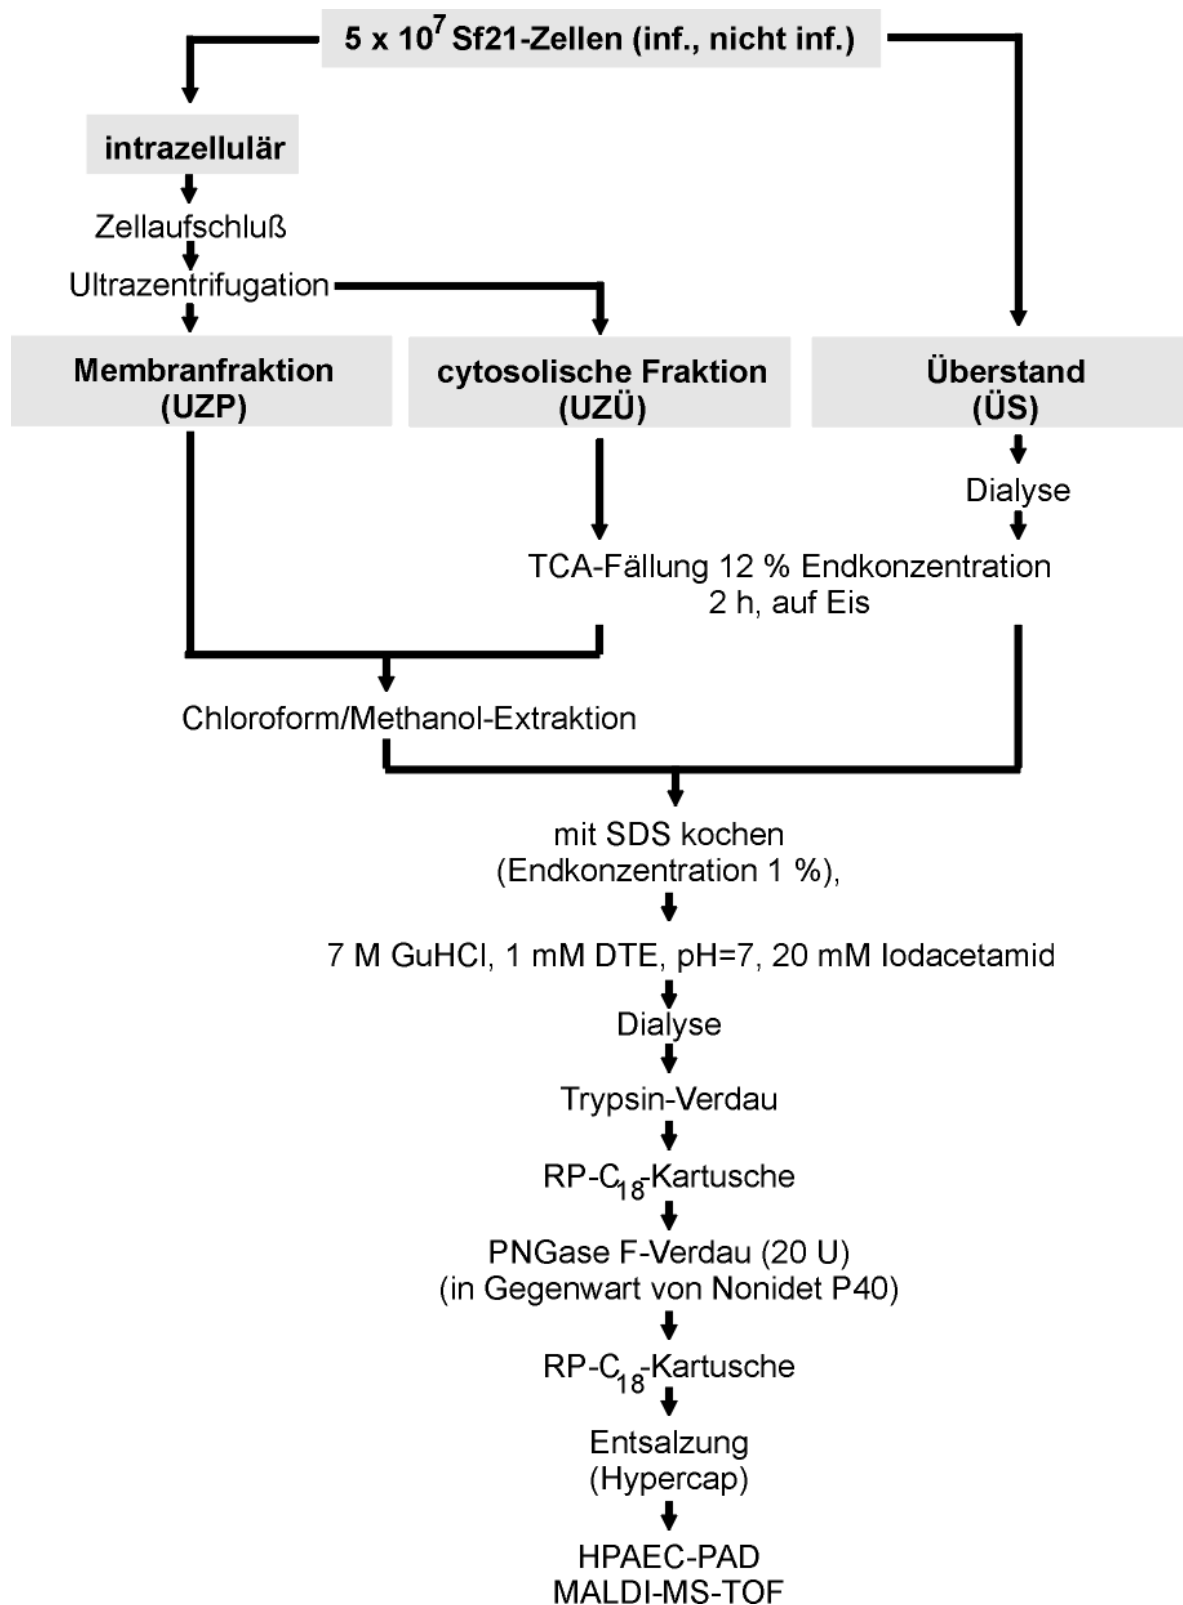 5 x 10⁷ Sf21-Zellen (inf., nicht inf.)
intrazellulär
Zellaufschluß
Ultrazentrifugation
Membranfraktion
(UZP)
cytosolische Fraktion
(UZÜ)
Überstand
(ÜS)
Dialyse
TCA-Fällung 12 % Endkonzentration
2 h, auf Eis
Chloroform/Methanol-Extraktion
mit SDS kochen
(Endkonzentration 1 %),
7 M GuHCl, 1 mM DTE, pH=7, 20 mM Iodacetamid
Dialyse
Trypsin-Verdau
RP-C₁₈-Kartusche
PNGase F-Verdau (20 U)
(in Gegenwart von Nonidet P40)
RP-C₁₈-Kartusche
Entsalzung
(Hypercap)
HPAEC-PAD
MALDI-MS-TOF